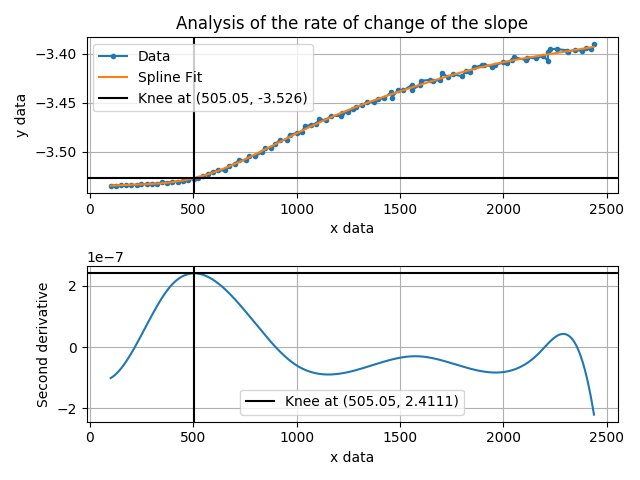 Analysis of the rate of change of the slope
−3.40
−3.45
−3.50
y data
Data
Spline Fit
Knee at (505.05, -3.526)
0
500
1000
1500
2000
2500
x data
1e−7
2
0
−2
Second derivative
Knee at (505.05, 2.4111)
0
500
1000
1500
2000
2500
x data